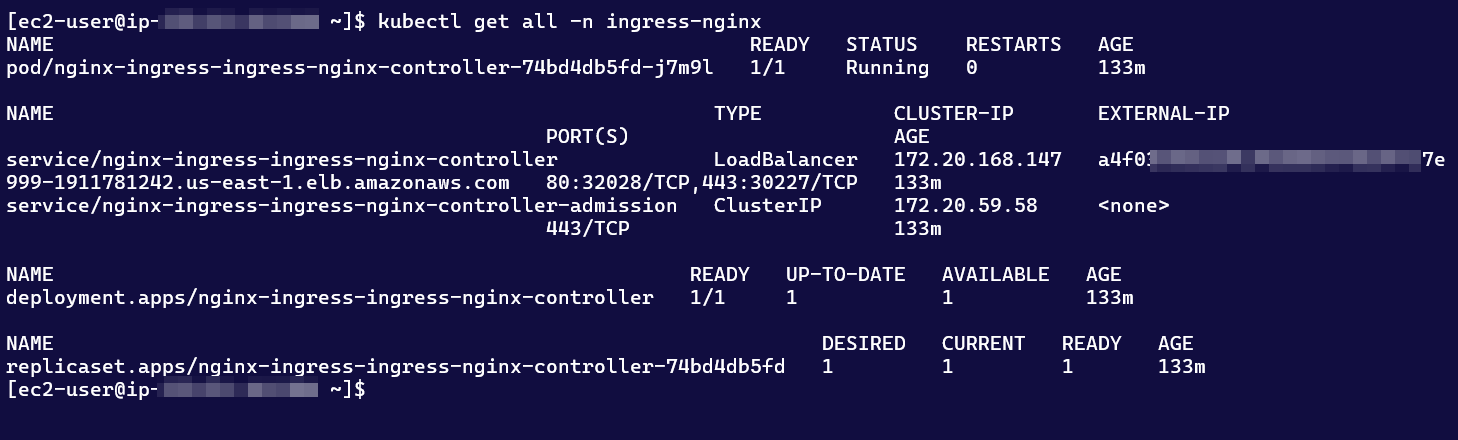 [ec2-user@ip- ~]$ kubectl get all -n ingress-nginx
NAME READY STATUS RESTARTS AGE
pod/nginx-ingress-ingress-nginx-controller-74bd4db5fd-j7m9l 1/1 Running 0 133m
NAME TYPE CLUSTER-IP EXTERNAL-IP
PORT(S) AGE
service/nginx-ingress-ingress-nginx-controller LoadBalancer 172.20.168.147 a4f03 7e
999-1911781242.us-east-1.elb.amazonaws.com 80:32028/TCP,443:30227/TCP 133m
service/nginx-ingress-ingress-nginx-controller-admission ClusterIP 172.20.59.58 <none>
443/TCP 133m
NAME READY UP-TO-DATE AVAILABLE AGE
deployment.apps/nginx-ingress-ingress-nginx-controller 1/1 1 1 133m
NAME DESIRED CURRENT READY AGE
replicaset.apps/nginx-ingress-ingress-nginx-controller-74bd4db5fd 1 1 1 133m
[ec2-user@ip- ~]$